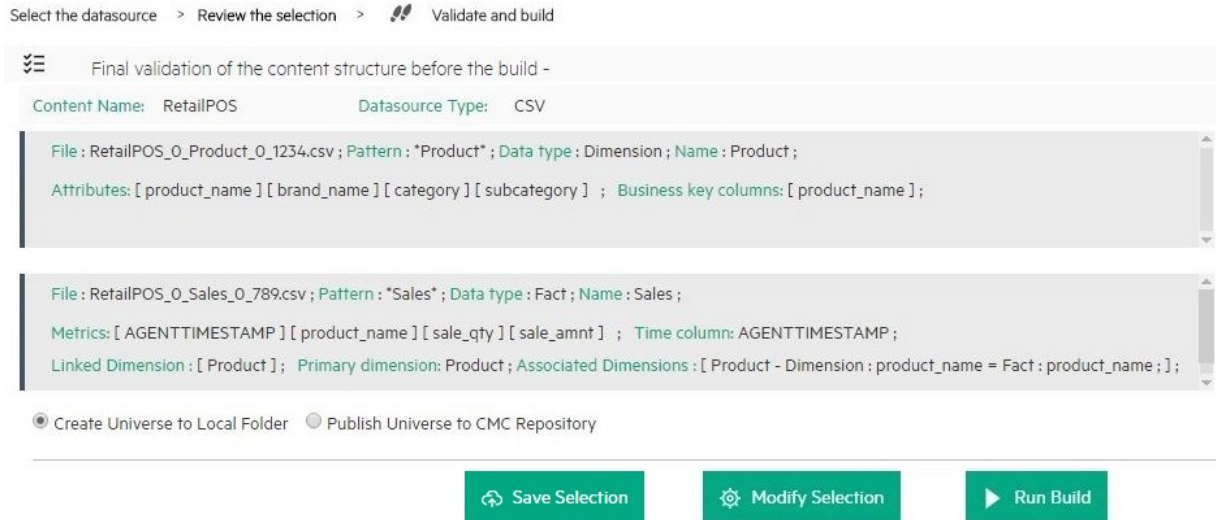 Select the datasource > Review the selection > Validate and build
Final validation of the content structure before the build -
Content Name: RetailPOS Datasource Type: CSV
File : RetailPOS_0_Product_0_1234.csv ; Pattern : *Product* ; Data type : Dimension ; Name : Product ;
Attributes: [ product_name ] [ brand_name ] [ category ] [ subcategory ] ; Business key columns: [ product_name ] ;
File : RetailPOS_0_Sales_0_789.csv ; Pattern : *Sales* ; Data type : Fact ; Name : Sales ;
Metrics: [ AGENTTIMESTAMP ] [ product_name ] [ sale_qty ] [ sale_amnt ] ; Time column: AGENTTIMESTAMP ;
Linked Dimension : [ Product ] ; Primary dimension: Product ; Associated Dimensions : [ Product - Dimension : product_name = Fact : product_name ; ] ;
Create Universe to Local Folder Publish Universe to CMC Repository
Save Selection Modify Selection Run Build